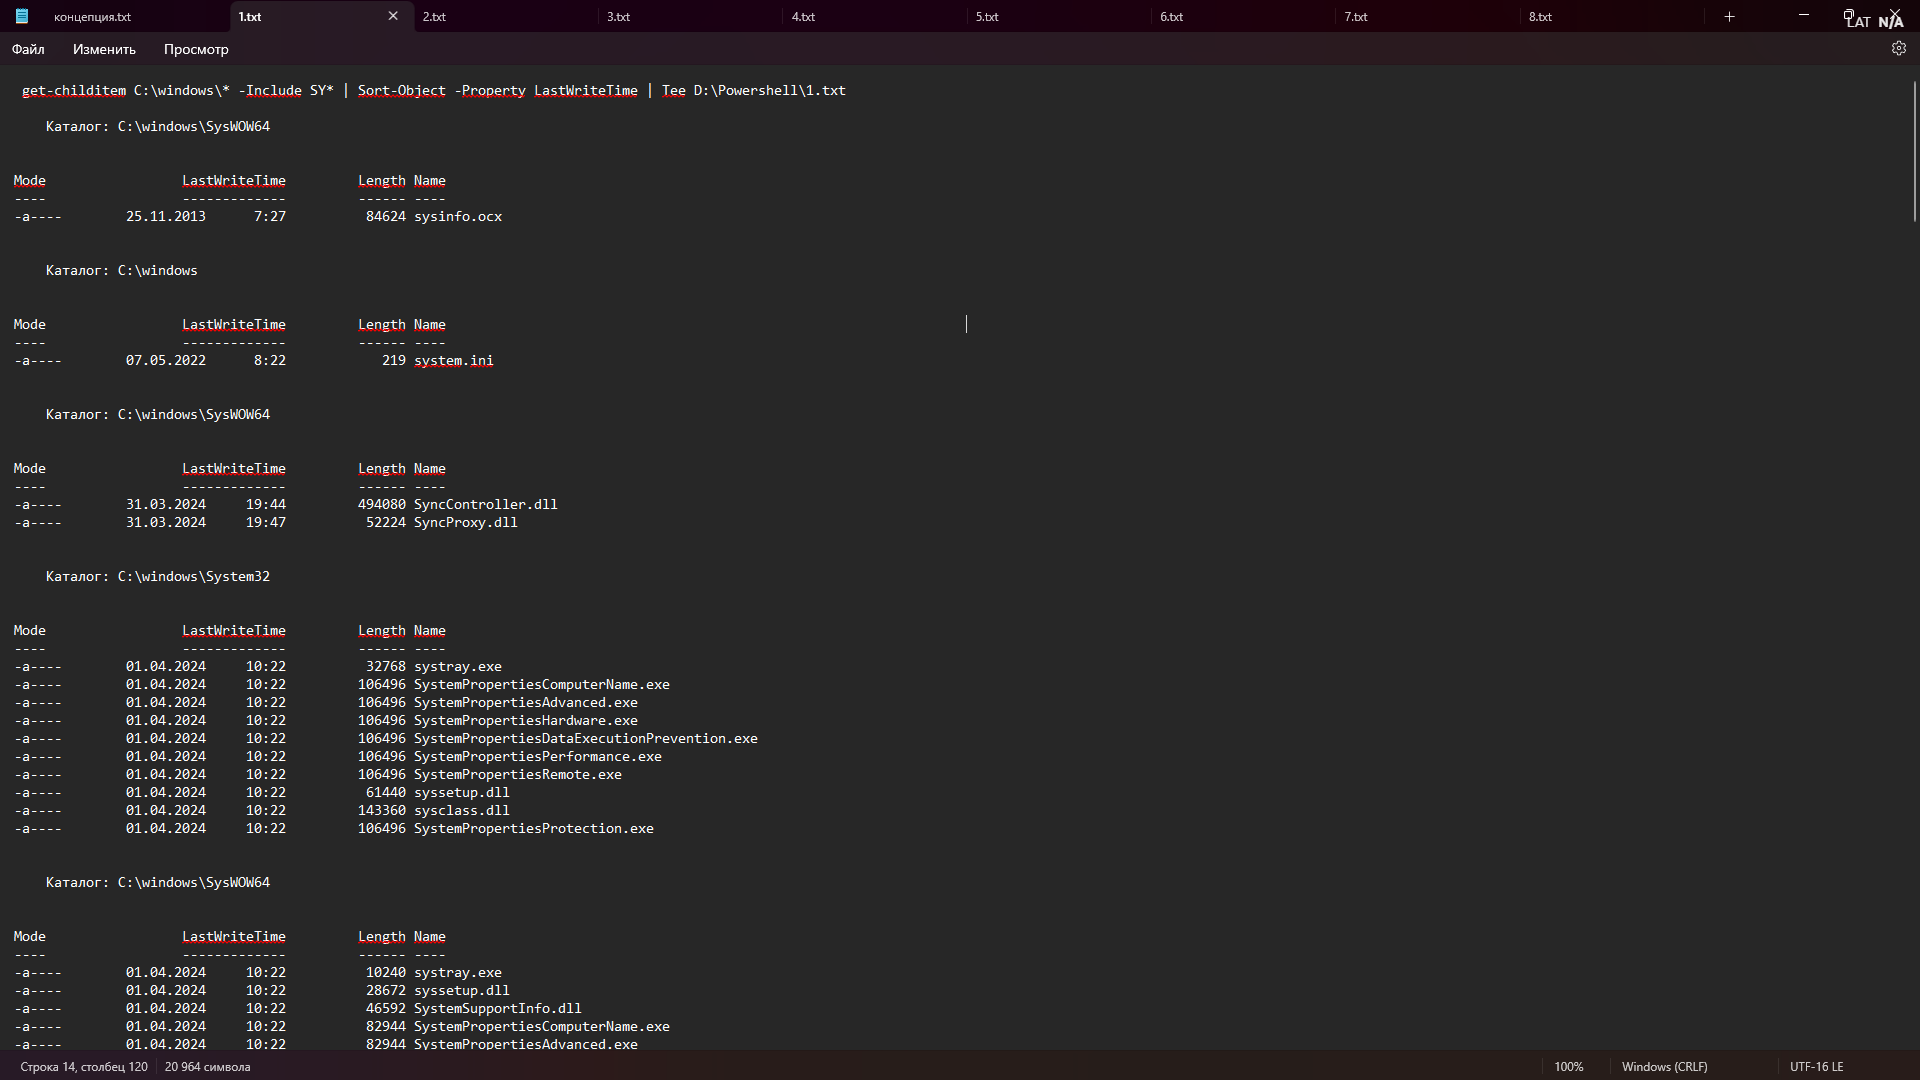 концепция.txt 1.txt 2.txt 3.txt 4.txt 5.txt 6.txt 7.txt 8.txt LAT N/A
Файл Изменить Просмотр
get-childitem C:\windows\* -Include SY* | Sort-Object -Property LastWriteTime | Tee D:\Powershell\1.txt
Каталог: C:\windows\SysWOW64
Mode LastWriteTime Length Name
---- ------------- ------ ----
-a---- 25.11.2013 7:27 84624 sysinfo.ocx
Каталог: C:\windows
Mode LastWriteTime Length Name
---- ------------- ------ ----
-a---- 07.05.2022 8:22 219 system.ini
Каталог: C:\windows\SysWOW64
Mode LastWriteTime Length Name
---- ------------- ------ ----
-a---- 31.03.2024 19:44 494080 SyncController.dll
-a---- 31.03.2024 19:47 52224 SyncProxy.dll
Каталог: C:\windows\System32
Mode LastWriteTime Length Name
---- ------------- ------ ----
-a---- 01.04.2024 10:22 32768 systray.exe
-a---- 01.04.2024 10:22 106496 SystemPropertiesComputerName.exe
-a---- 01.04.2024 10:22 106496 SystemPropertiesAdvanced.exe
-a---- 01.04.2024 10:22 106496 SystemPropertiesHardware.exe
-a---- 01.04.2024 10:22 106496 SystemPropertiesDataExecutionPrevention.exe
-a---- 01.04.2024 10:22 106496 SystemPropertiesPerformance.exe
-a---- 01.04.2024 10:22 106496 SystemPropertiesRemote.exe
-a---- 01.04.2024 10:22 61440 syssetup.dll
-a---- 01.04.2024 10:22 143360 sysclass.dll
-a---- 01.04.2024 10:22 106496 SystemPropertiesProtection.exe
Каталог: C:\windows\SysWOW64
Mode LastWriteTime Length Name
---- ------------- ------ ----
-a---- 01.04.2024 10:22 10240 systray.exe
-a---- 01.04.2024 10:22 28672 syssetup.dll
-a---- 01.04.2024 10:22 46592 SystemSupportInfo.dll
-a---- 01.04.2024 10:22 82944 SystemPropertiesComputerName.exe
-a---- 01.04.2024 10:22 82944 SystemPropertiesAdvanced.exe
Строка 14, столбец 120 20 964 символа 100% Windows (CRLF) UTF-16 LE